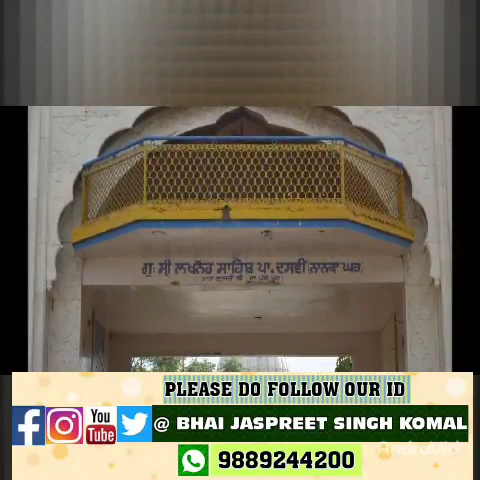 ਗੁ: ਸ੍ਰੀ ਲਖਨੌਰ ਸਾਹਿਬ ਪਾ. ਦਸਵੀਂ ਨਾਨਕਾ ਘਰ
PLEASE DO FOLLOW OUR ID
You
Tube
@ BHAI JASPREET SINGH KOMAL
9889244200